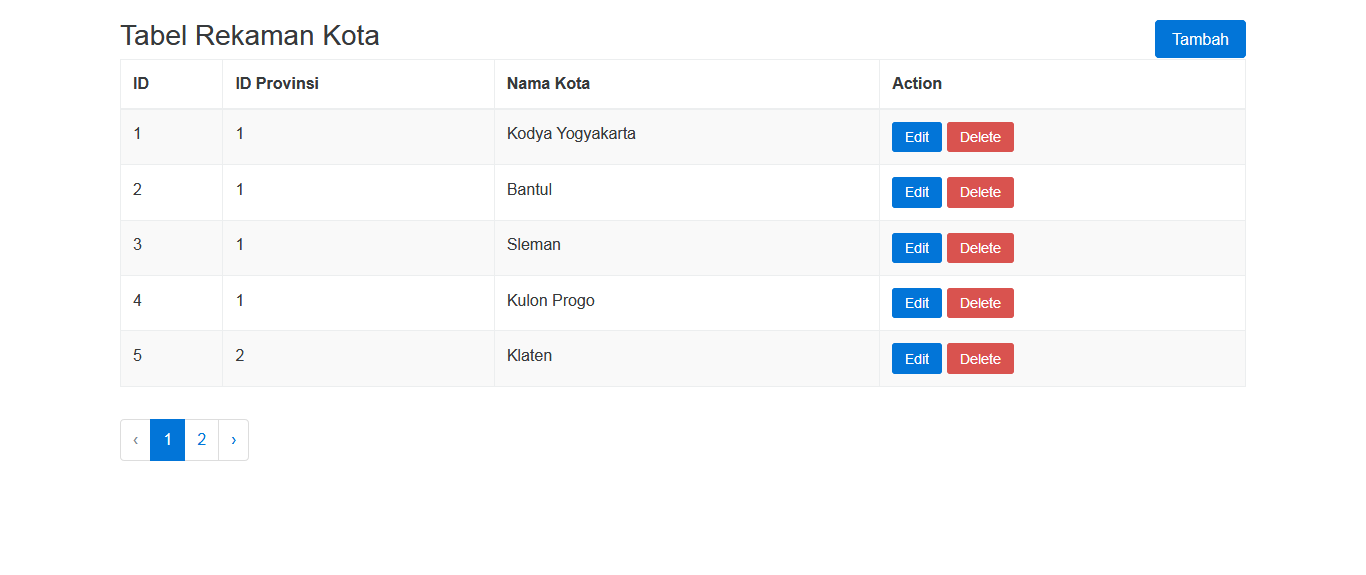 Tabel Rekaman Kota
Tambah
ID ID Provinsi Nama Kota Action
1 1 Kodya Yogyakarta Edit Delete
2 1 Bantul Edit Delete
3 1 Sleman Edit Delete
4 1 Kulon Progo Edit Delete
5 2 Klaten Edit Delete
‹ 1 2 ›